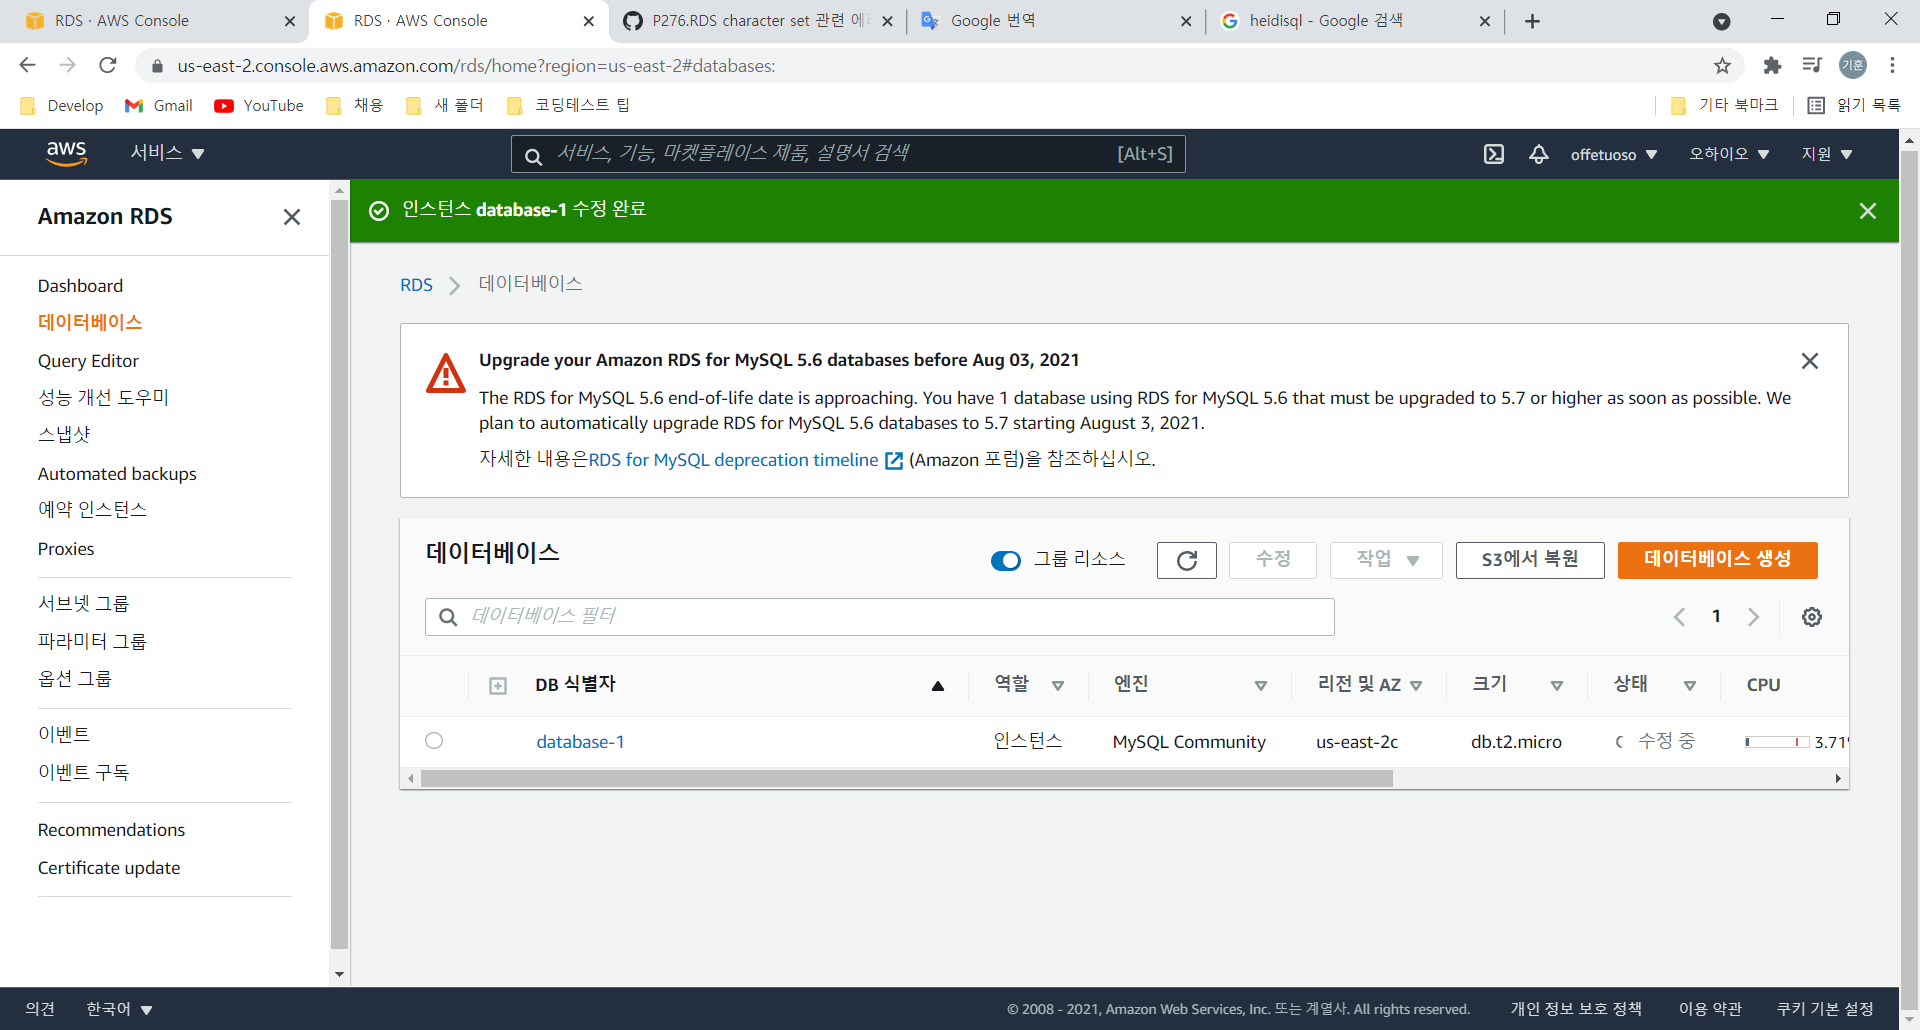 RDS · AWS Console
RDS · AWS Console
P276.RDS character set 관련 에러
Google 번역
heidisql - Google 검색
us-east-2.console.aws.amazon.com/rds/home?region=us-east-2#databases:
기훈
Develop
Gmail
YouTube
채용
새 폴더
코딩테스트 팁
기타 북마크
읽기 목록
aws
서비스
서비스, 기능, 마켓플레이스 제품, 설명서 검색
[Alt+S]
offetuoso
오하이오
지원
Amazon RDS
Dashboard
데이터베이스
Query Editor
성능 개선 도우미
스냅샷
Automated backups
예약 인스턴스
Proxies
서브넷 그룹
파라미터 그룹
옵션 그룹
이벤트
이벤트 구독
Recommendations
Certificate update
인스턴스 database-1 수정 완료
RDS
데이터베이스
Upgrade your Amazon RDS for MySQL 5.6 databases before Aug 03, 2021
The RDS for MySQL 5.6 end-of-life date is approaching. You have 1 database using RDS for MySQL 5.6 that must be upgraded to 5.7 or higher as soon as possible. We
plan to automatically upgrade RDS for MySQL 5.6 databases to 5.7 starting August 3, 2021.
자세한 내용은RDS for MySQL deprecation timeline (Amazon 포럼)을 참조하십시오.
데이터베이스
그룹 리소스
수정
작업
S3에서 복원
데이터베이스 생성
데이터베이스 필터
1
DB 식별자
역할
엔진
리전 및 AZ
크기
상태
CPU
database-1
인스턴스
MySQL Community
us-east-2c
db.t2.micro
수정 중
3.71%
의견
한국어
© 2008 - 2021, Amazon Web Services, Inc. 또는 계열사. All rights reserved.
개인 정보 보호 정책
이용 약관
쿠키 기본 설정